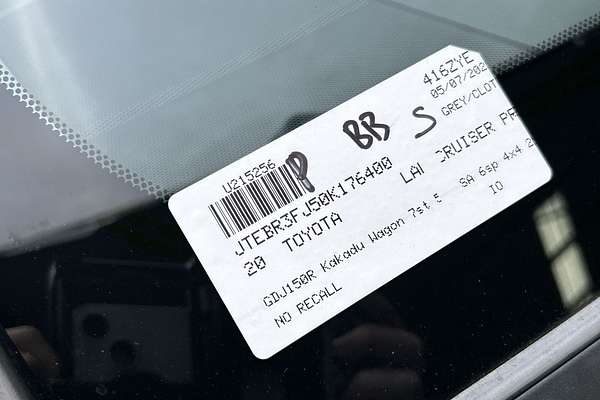 U215256
416ZYE
05/07/202
GREY/CLOT
P BB S
JTEBR3FJ50K176400
20 TOYOTA LAN CRUISER PR
GDJ150R Kakadu Wagon 7st 5 SA 6sp 4x4 2
NO RECALL IO